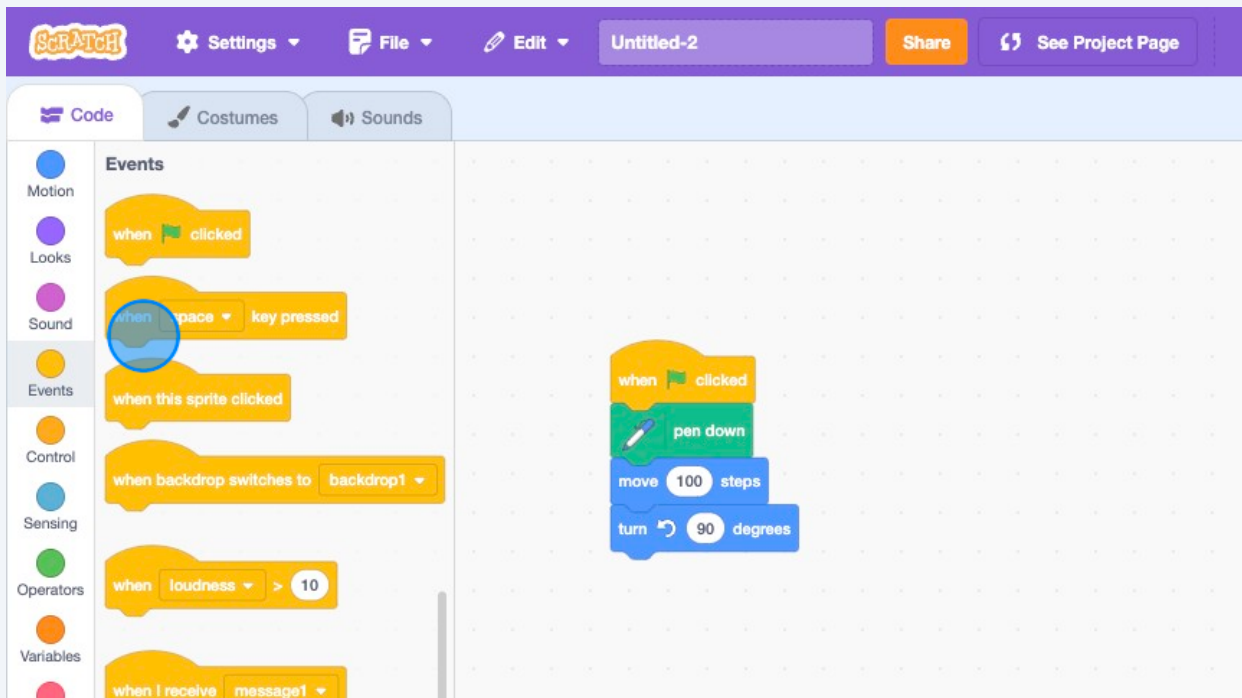 SCRATCH Settings File Edit Untitled-2 Share See Project Page
Code Costumes Sounds
Motion
Looks
Sound
Events
Control
Sensing
Operators
Variables
Events
when clicked
when space key pressed
when this sprite clicked
when backdrop switches to backdrop1
when loudness > 10
when I receive message1
when clicked
pen down
move 100 steps
turn 90 degrees